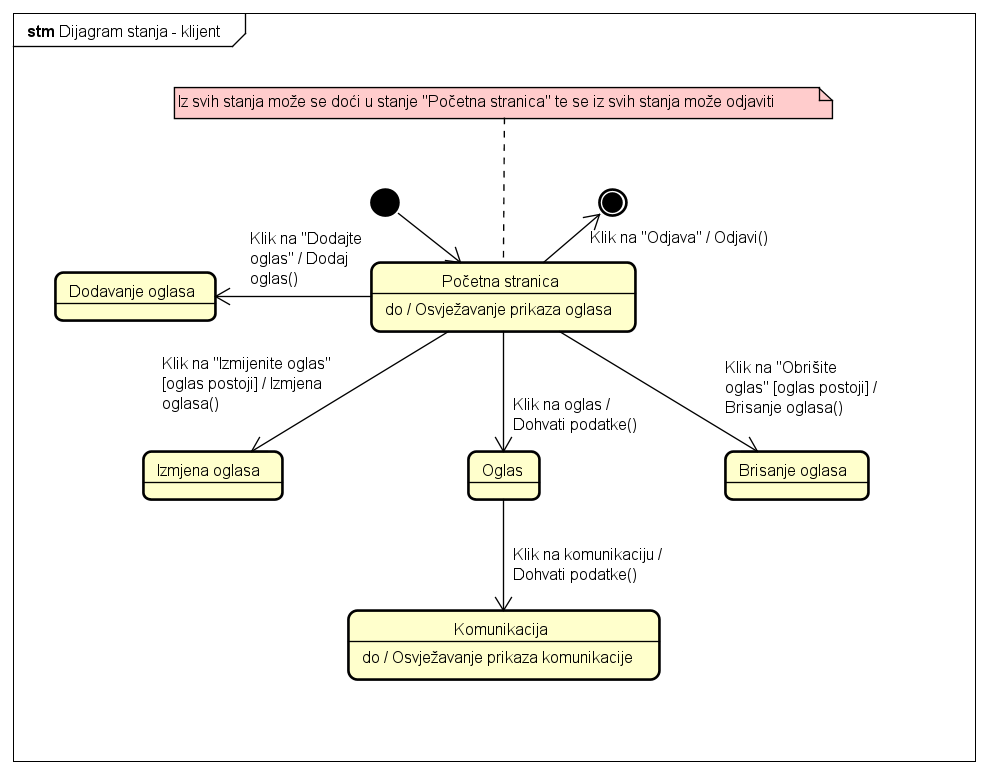 stm Dijagram stanja - klijent
Iz svih stanja može se doći u stanje "Početna stranica" te se iz svih stanja može odjaviti
Klik na "Dodajte
oglas" / Dodaj
oglas()
Klik na "Odjava" / Odjavi()
Dodavanje oglasa
Početna stranica
do / Osvježavanje prikaza oglasa
Klik na "Izmijenite oglas"
[oglas postoji] / Izmjena
oglasa()
Klik na oglas /
Dohvati podatke()
Klik na "Obrišite
oglas" [oglas postoji] /
Brisanje oglasa()
Izmjena oglasa
Oglas
Brisanje oglasa
Klik na komunikaciju /
Dohvati podatke()
Komunikacija
do / Osvježavanje prikaza komunikacije